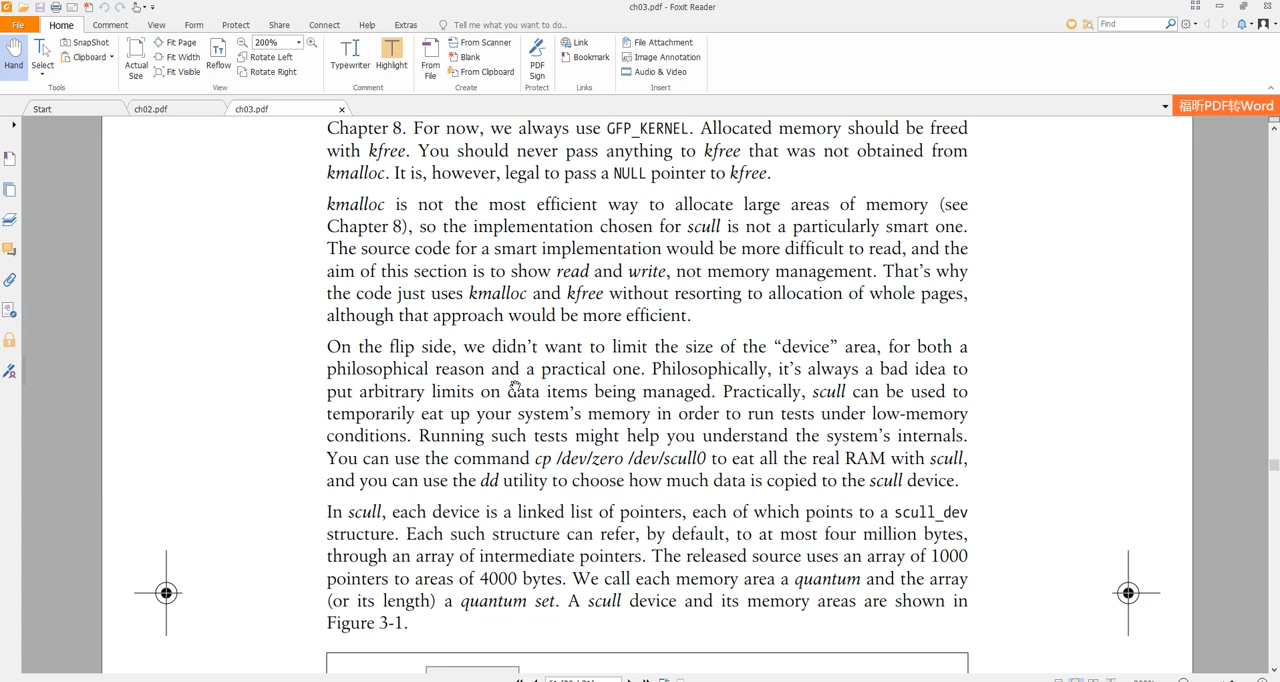 ch03.pdf - Foxit Reader
File Home Comment View Form Protect Share Connect Help Extras Tell me what you want to do.. Find
Hand Select SnapShot Clipboard Actual Size Fit Page Fit Width Fit Visible Reflow 200% Rotate Left Rotate Right Typewriter Highlight From File From Scanner Blank From Clipboard PDF Sign Link Bookmark File Attachment Image Annotation Audio & Video
Tools View Comment Create Protect Links Insert
Start ch02.pdf ch03.pdf 福昕PDF转Word
Chapter 8. For now, we always use GFP_KERNEL. Allocated memory should be freed
with kfree. You should never pass anything to kfree that was not obtained from
kmalloc. It is, however, legal to pass a NULL pointer to kfree.
kmalloc is not the most efficient way to allocate large areas of memory (see
Chapter 8), so the implementation chosen for scull is not a particularly smart one.
The source code for a smart implementation would be more difficult to read, and the
aim of this section is to show read and write, not memory management. That's why
the code just uses kmalloc and kfree without resorting to allocation of whole pages,
although that approach would be more efficient.
On the flip side, we didn't want to limit the size of the “device” area, for both a
philosophical reason and a practical one. Philosophically, it's always a bad idea to
put arbitrary limits on data items being managed. Practically, scull can be used to
temporarily eat up your system's memory in order to run tests under low-memory
conditions. Running such tests might help you understand the system's internals.
You can use the command cp /dev/zero /dev/scull0 to eat all the real RAM with scull,
and you can use the dd utility to choose how much data is copied to the scull device.
In scull, each device is a linked list of pointers, each of which points to a scull_dev
structure. Each such structure can refer, by default, to at most four million bytes,
through an array of intermediate pointers. The released source uses an array of 1000
pointers to areas of 4000 bytes. We call each memory area a quantum and the array
(or its length) a quantum set. A scull device and its memory areas are shown in
Figure 3-1.